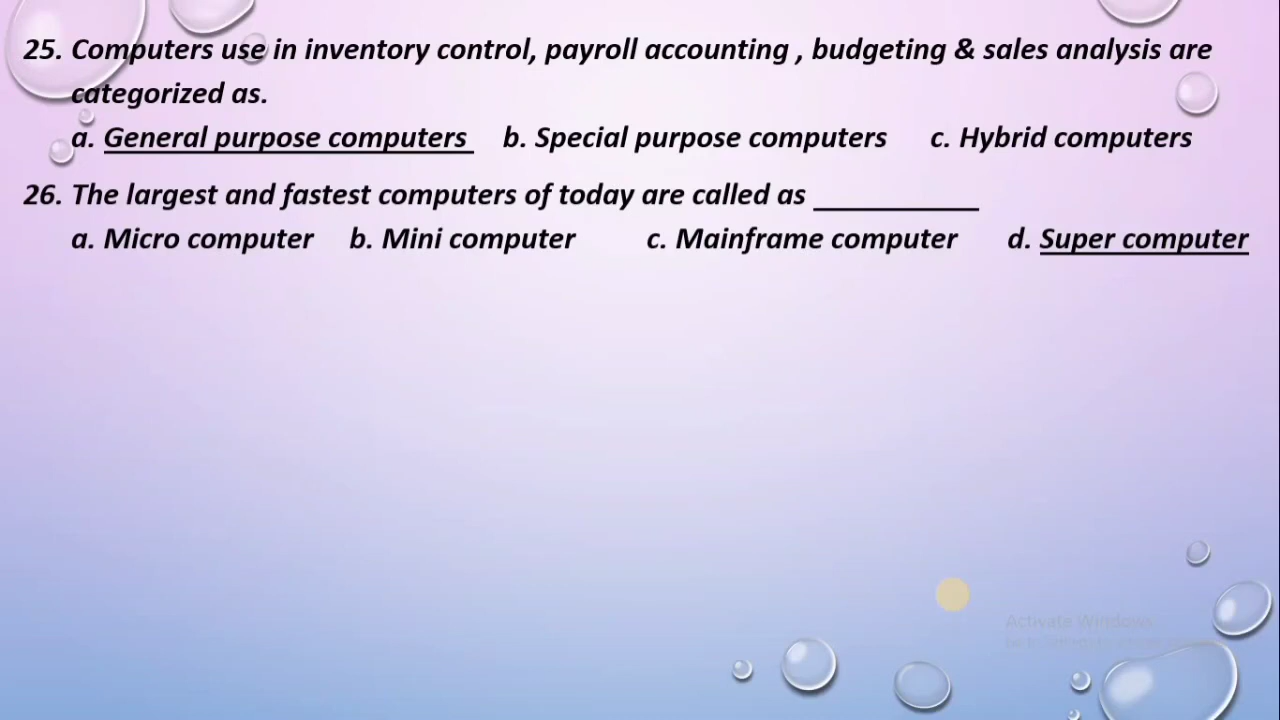 25. Computers use in inventory control, payroll accounting , budgeting & sales analysis are
categorized as.
a. General purpose computers b. Special purpose computers c. Hybrid computers
26. The largest and fastest computers of today are called as __________
a. Micro computer b. Mini computer c. Mainframe computer d. Super computer
Activate Windows